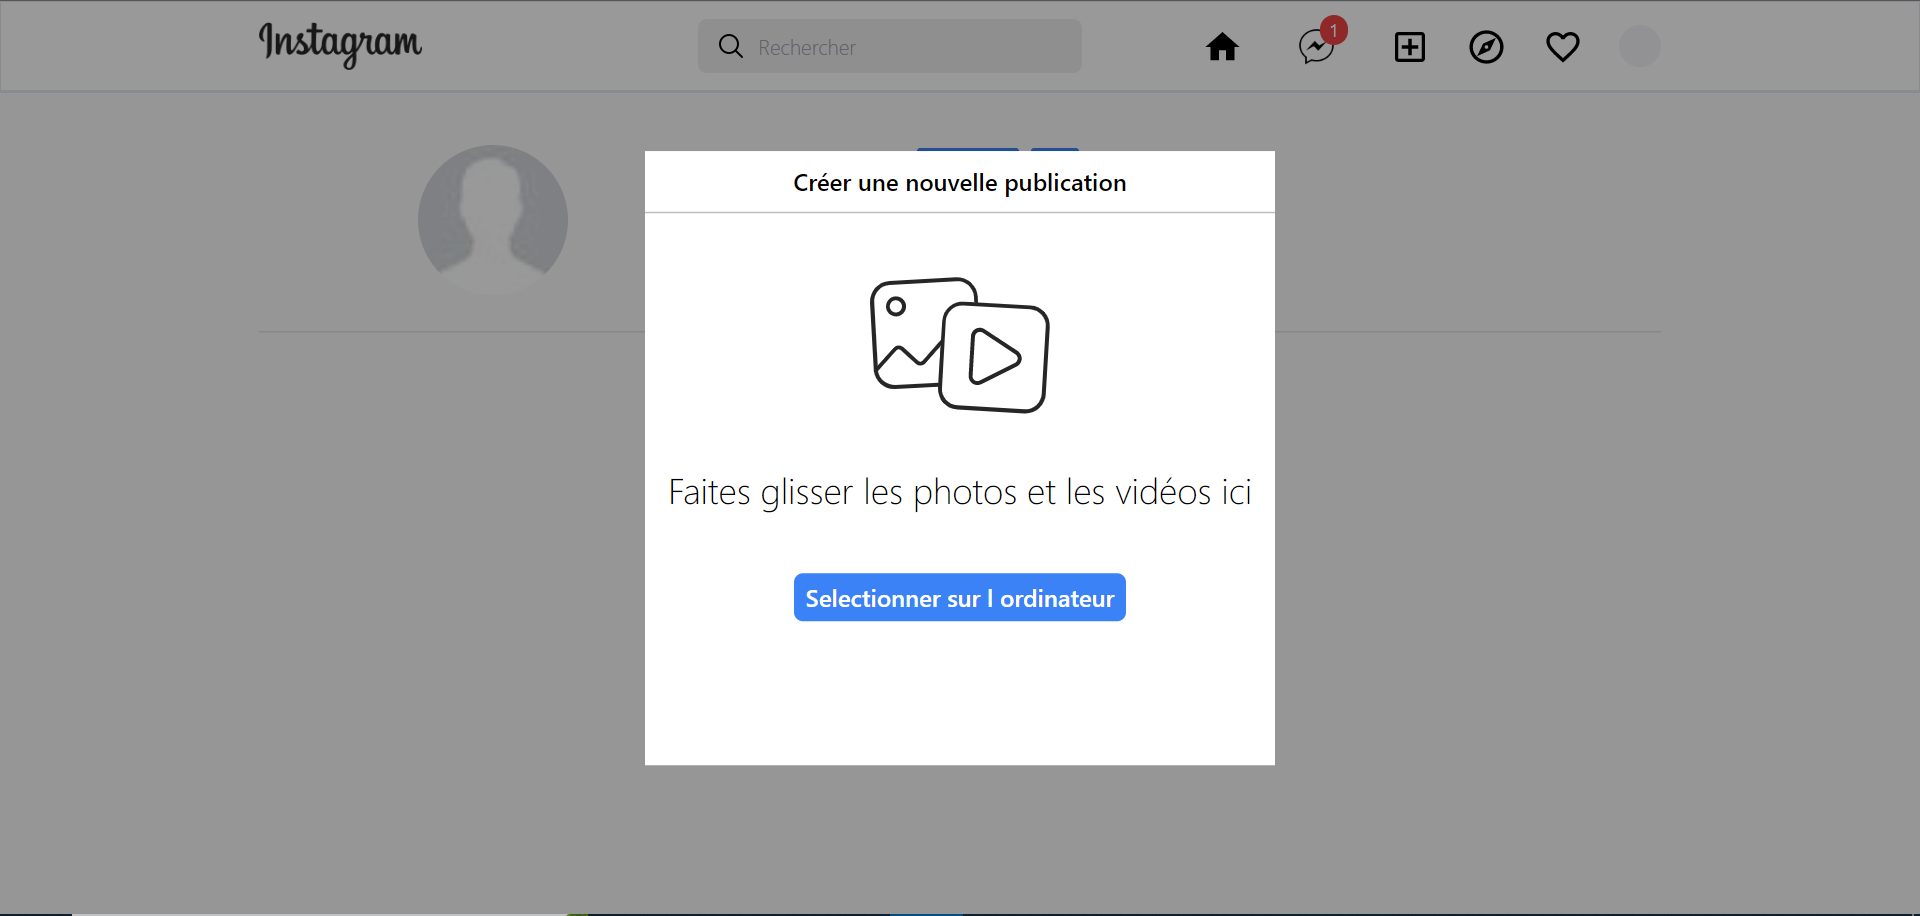 Instagram
Rechercher
1
Créer une nouvelle publication
Faites glisser les photos et les vidéos ici
Selectionner sur l ordinateur